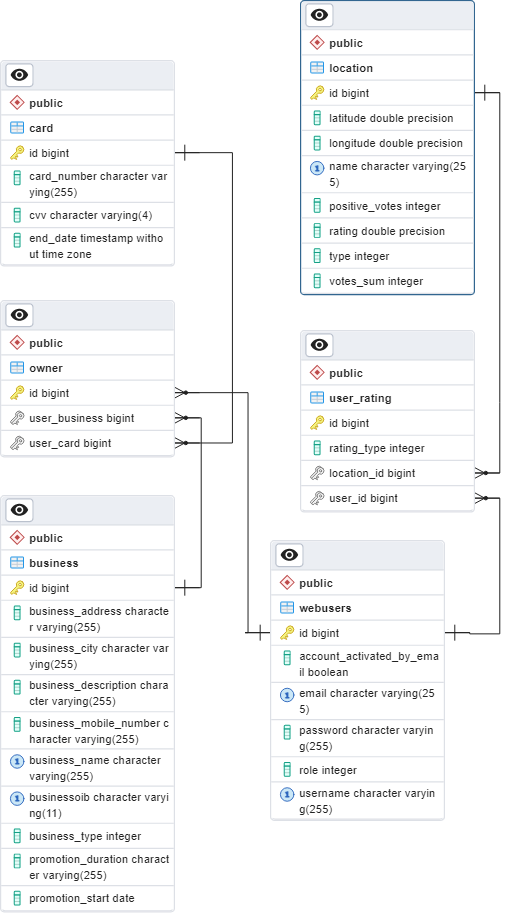 public
card
id bigint
card_number character var
ying(255)
cvv character varying(4)
end_date timestamp witho
ut time zone
public
owner
id bigint
user_business bigint
user_card bigint
public
business
id bigint
business_address characte
r varying(255)
business_city character var
ying(255)
business_description chara
cter varying(255)
business_mobile_number c
haracter varying(255)
business_name character
varying(255)
businessoib character varyi
ng(11)
business_type integer
promotion_duration charact
er varying(255)
promotion_start date
public
location
id bigint
latitude double precision
longitude double precision
name character varying(25
5)
positive_votes integer
rating double precision
type integer
votes_sum integer
public
user_rating
id bigint
rating_type integer
location_id bigint
user_id bigint
public
webusers
id bigint
account_activated_by_ema
il boolean
email character varying(25
5)
password character varyin
g(255)
role integer
username character varyin
g(255)